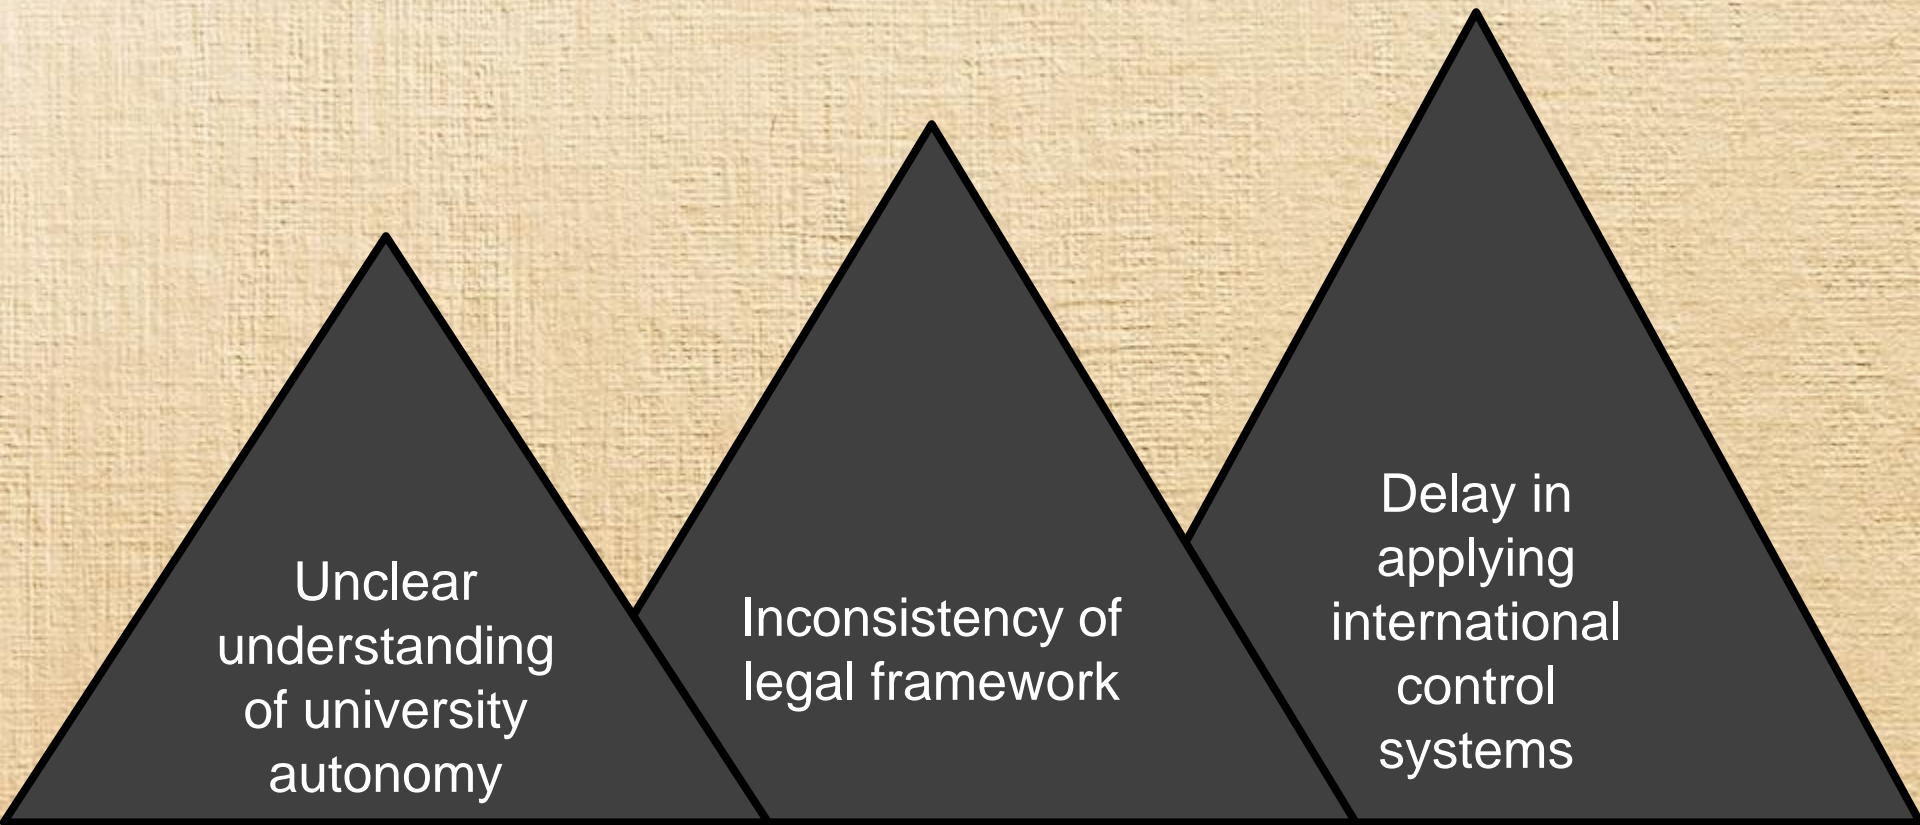 Unclear
understanding
of university
autonomy
Inconsistency of
legal framework
Delay in
applying
international
control
systems